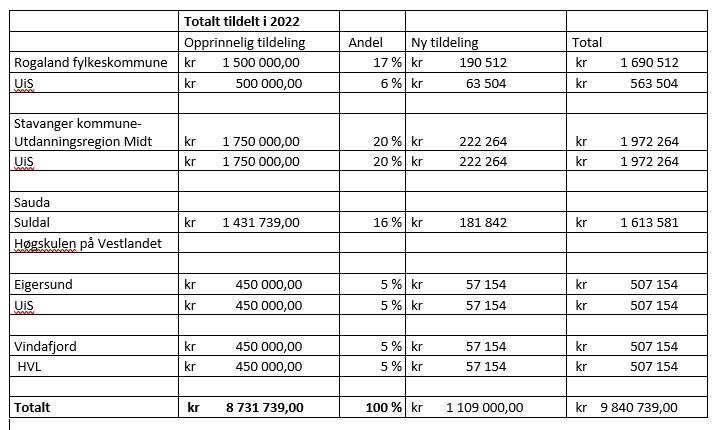 Totalt tildelt i 2022
Opprinnelig tildeling Andel Ny tildeling Total
Rogaland fylkeskommune kr 1 500 000,00 17 % kr 190 512 kr 1 690 512
UiS kr 500 000,00 6 % kr 63 504 kr 563 504
Stavanger kommune-
Utdanningsregion Midt kr 1 750 000,00 20 % kr 222 264 kr 1 972 264
UiS kr 1 750 000,00 20 % kr 222 264 kr 1 972 264
Sauda
Suldal kr 1 431 739,00 16 % kr 181 842 kr 1 613 581
Høgskulen på Vestlandet
Eigersund kr 450 000,00 5 % kr 57 154 kr 507 154
UiS kr 450 000,00 5 % kr 57 154 kr 507 154
Vindafjord kr 450 000,00 5 % kr 57 154 kr 507 154
HVL kr 450 000,00 5 % kr 57 154 kr 507 154
Totalt kr 8 731 739,00 100 % kr 1 109 000,00 kr 9 840 739,00